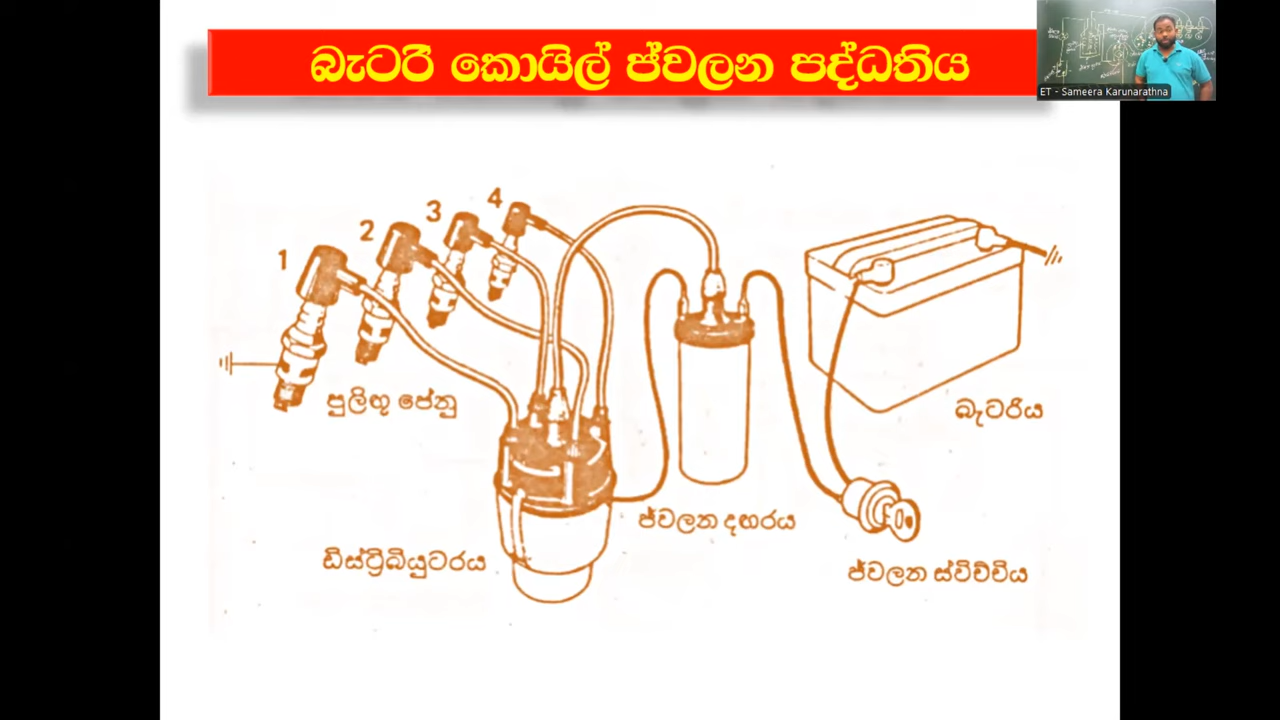 බැටරි කොයිල් ජ්වලන පද්ධතිය
ET - Sameera Karunarathna
1
2
3
4
පුලිඟු පේනු
බැටරිය
ජ්වලන දඟරය
ඩිස්ට්‍රිබියුටරය
ජ්වලන ස්විච්චිය